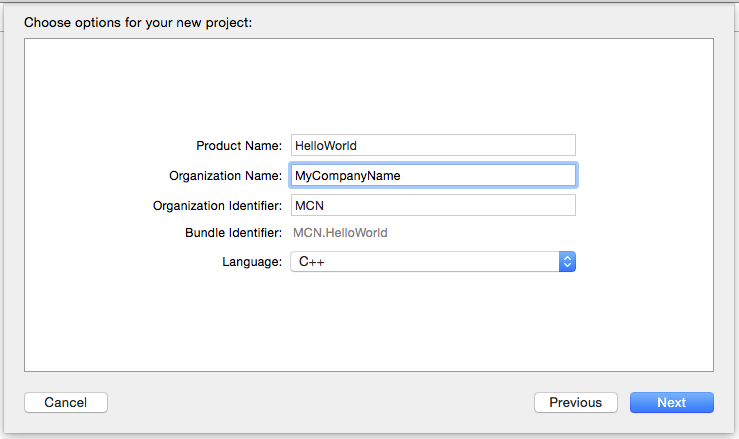 Choose options for your new project:
Product Name: HelloWorld
Organization Name: MyCompanyName
Organization Identifier: MCN
Bundle Identifier: MCN.HelloWorld
Language: C++
Cancel Previous Next